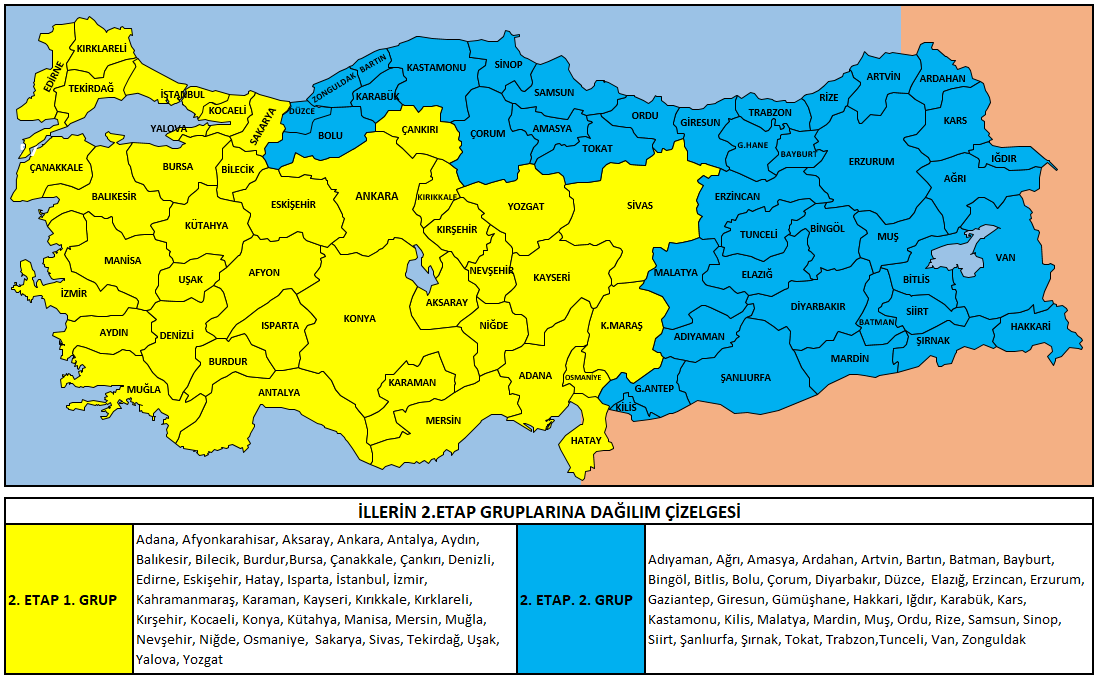 KIRKLARELİ
EDİRNE
TEKİRDAĞ
İSTANBUL
KOCAELİ
YALOVA
SAKARYA
DÜZCE
ZONGULDAK
BARTIN
KARABÜK
BOLU
KASTAMONU
SİNOP
ÇANKIRI
ÇORUM
SAMSUN
AMASYA
TOKAT
ORDU
GİRESUN
TRABZON
G.HANE
BAYBURT
RİZE
ARTVİN
ARDAHAN
KARS
IĞDIR
ERZURUM
AĞRI
ÇANAKKALE
BALIKESİR
BURSA
BİLECİK
ESKİŞEHİR
KÜTAHYA
ANKARA
KIRIKKALE
KIRŞEHİR
YOZGAT
SİVAS
ERZİNCAN
TUNCELİ
BİNGÖL
MUŞ
VAN
BİTLİS
MANİSA
UŞAK
AFYON
İZMİR
AYDIN
DENİZLİ
ISPARTA
BURDUR
MUĞLA
ANTALYA
KONYA
AKSARAY
NEVŞEHİR
KAYSERİ
NİĞDE
KARAMAN
MERSİN
ADANA
OSMANİYE
HATAY
K.MARAŞ
MALATYA
ELAZIĞ
DİYARBAKIR
ADIYAMAN
G.ANTEP
KİLİS
ŞANLIURFA
MARDİN
BATMAN
SİİRT
ŞIRNAK
HAKKARİ
İLLERİN 2.ETAP GRUPLARINA DAĞILIM ÇİZELGESİ
2. ETAP 1. GRUP
Adana, Afyonkarahisar, Aksaray, Ankara, Antalya, Aydın,
Balıkesir, Bilecik, Burdur,Bursa, Çanakkale, Çankırı, Denizli,
Edirne, Eskişehir, Hatay, Isparta, İstanbul, İzmir,
Kahramanmaraş, Karaman, Kayseri, Kırıkkale, Kırklareli,
Kırşehir, Kocaeli, Konya, Kütahya, Manisa, Mersin, Muğla,
Nevşehir, Niğde, Osmaniye, Sakarya, Sivas, Tekirdağ, Uşak,
Yalova, Yozgat
2. ETAP. 2. GRUP
Adıyaman, Ağrı, Amasya, Ardahan, Artvin, Bartın, Batman, Bayburt,
Bingöl, Bitlis, Bolu, Çorum, Diyarbakır, Düzce, Elazığ, Erzincan, Erzurum,
Gaziantep, Giresun, Gümüşhane, Hakkari, Iğdır, Karabük, Kars,
Kastamonu, Kilis, Malatya, Mardin, Muş, Ordu, Rize, Samsun, Sinop,
Siirt, Şanlıurfa, Şırnak, Tokat, Trabzon,Tunceli, Van, Zonguldak